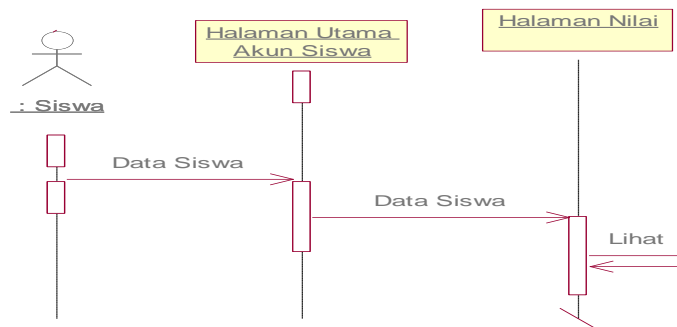 Halaman Utama
Akun Siswa
Halaman Nilai
: Siswa
Data Siswa
Data Siswa
Lihat